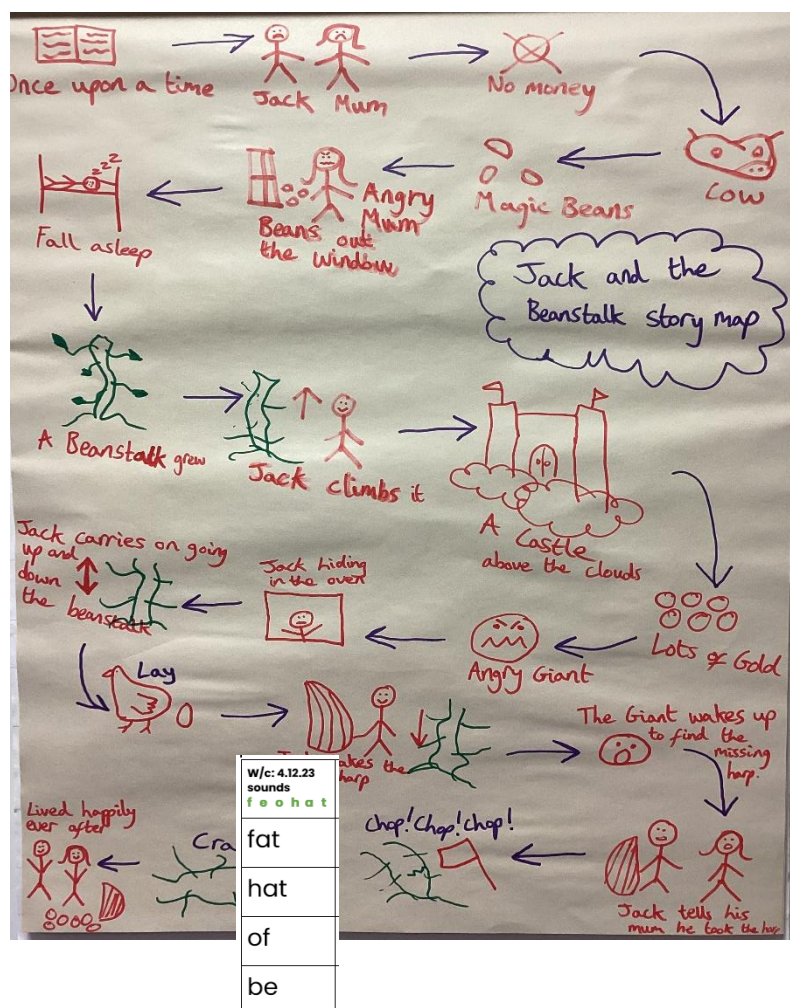 Once upon a time
Jack Mum
No money
Cow
Magic Beans
Angry
Mum
Beans out
the window
zzz
Fall asleep
Jack and the
Beanstalk story map
A Beanstalk grew
Jack climbs it
A Castle
above the clouds
Lots of Gold
Angry Giant
Jack hiding
in the oven
Jack carries on going
up and
down
the beanstalk
Lay
takes the
harp
The Giant wakes up
to find the
missing
harp.
Jack tells his
mum he took the harp
Chop! Chop! Chop!
Cra
Lived happily
ever after
W/c: 4.12.23
sounds
f e o h a t
fat
hat
of
be